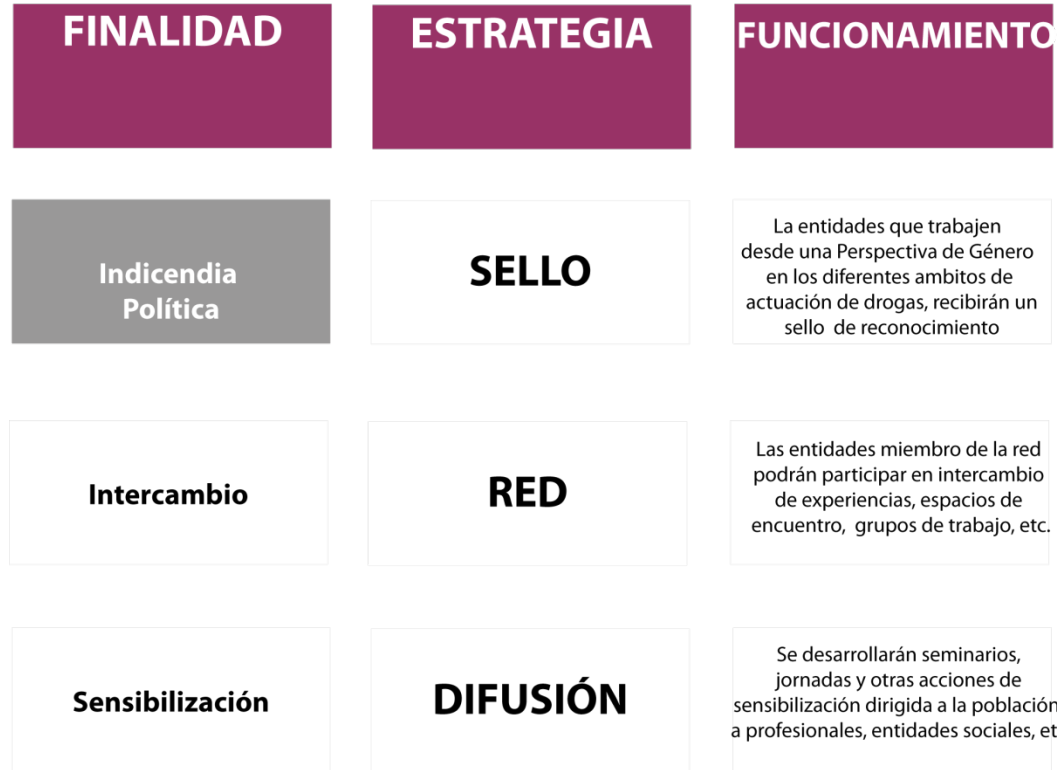 FINALIDAD
ESTRATEGIA
FUNCIONAMIENTO
Indicendia
Política
SELLO
La entidades que trabajen
desde una Perspectiva de Género
en los diferentes ambitos de
actuación de drogas, recibirán un
sello de reconocimiento
Intercambio
RED
Las entidades miembro de la red
podrán participar en intercambio
de experiencias, espacios de
encuentro, grupos de trabajo, etc.
Sensibilización
DIFUSIÓN
Se desarrollarán seminarios,
jornadas y otras acciones de
sensibilización dirigida a la población
a profesionales, entidades sociales, et